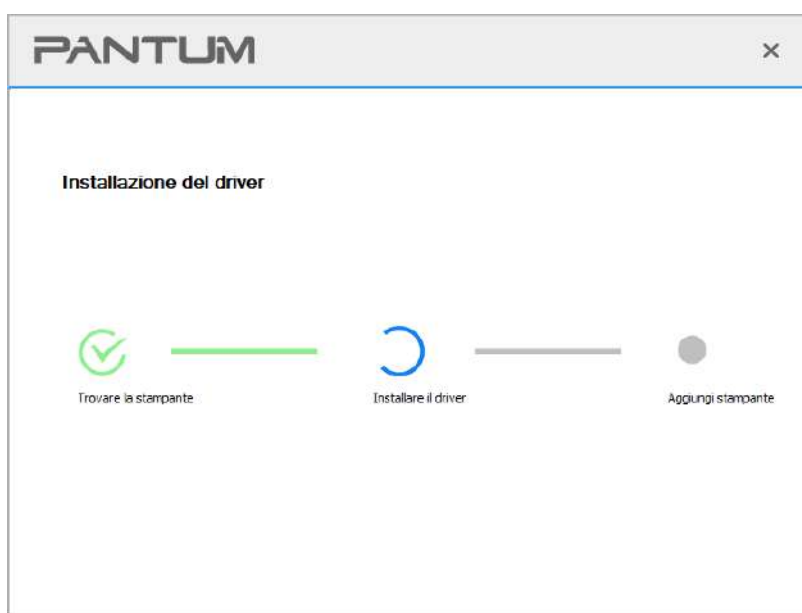 PANTUM
Installazione del driver
Trovare la stampante
Installare il driver
Aggiungi stampante